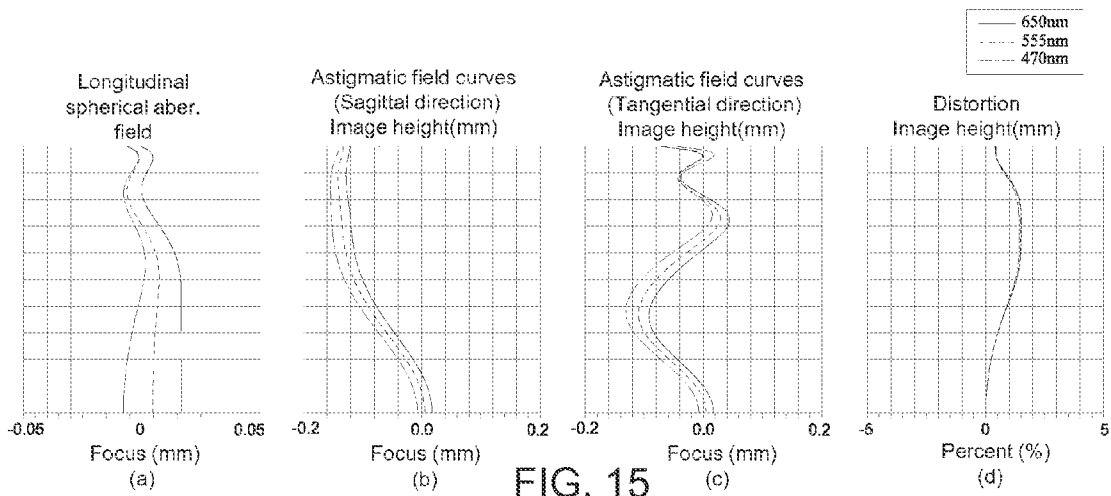 650nm
555nm
470nm
Longitudinal
spherical aber.
field
Astigmatic field curves
(Sagittal direction)
Image height(mm)
Astigmatic field curves
(Tangential direction)
Image height(mm)
Distortion
Image height(mm)
-0.05 0.0 0.05
Focus (mm)
(a)
-0.2 0.0 0.2
Focus (mm)
(b)
-0.2 0.0 0.2
Focus (mm)
(c)
-5 0 5
Percent (%)
(d)
FIG. 15